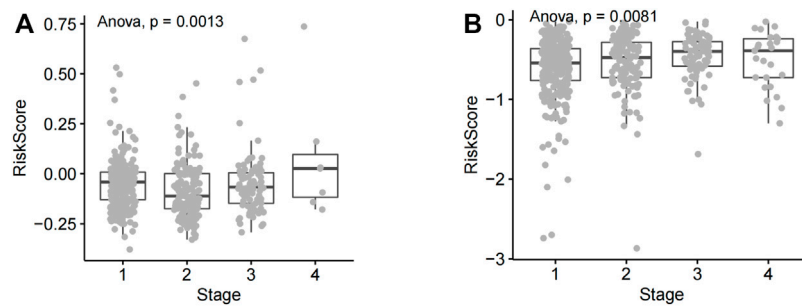 A
Anova, p = 0.0013
0.75
0.50
0.25
0.00
−0.25
RiskScore
1 2 3 4
Stage
B
Anova, p = 0.0081
−0
−1
−2
−3
RiskScore
1 2 3 4
Stage